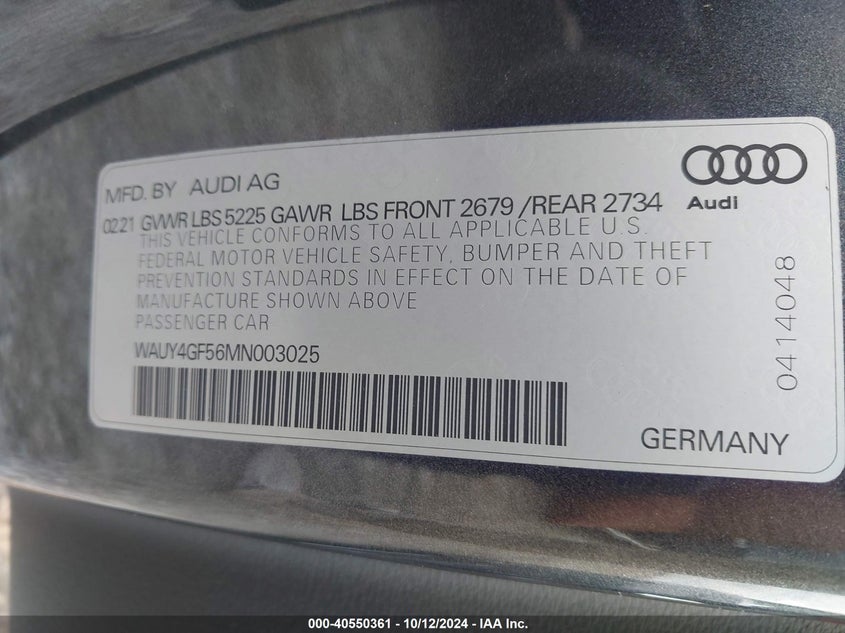 MFD. BY AUDI AG
Audi
02.21 GVWR LBS 5225 GAWR LBS FRONT 2679 /REAR 2734
THIS VEHICLE CONFORMS TO ALL APPLICABLE U.S.
FEDERAL MOTOR VEHICLE SAFETY, BUMPER AND THEFT
PREVENTION STANDARDS IN EFFECT ON THE DATE OF
MANUFACTURE SHOWN ABOVE
PASSENGER CAR
WAUY4GF56MN003025
0414048
GERMANY
000-40550361 - 10/12/2024 - IAA Inc.